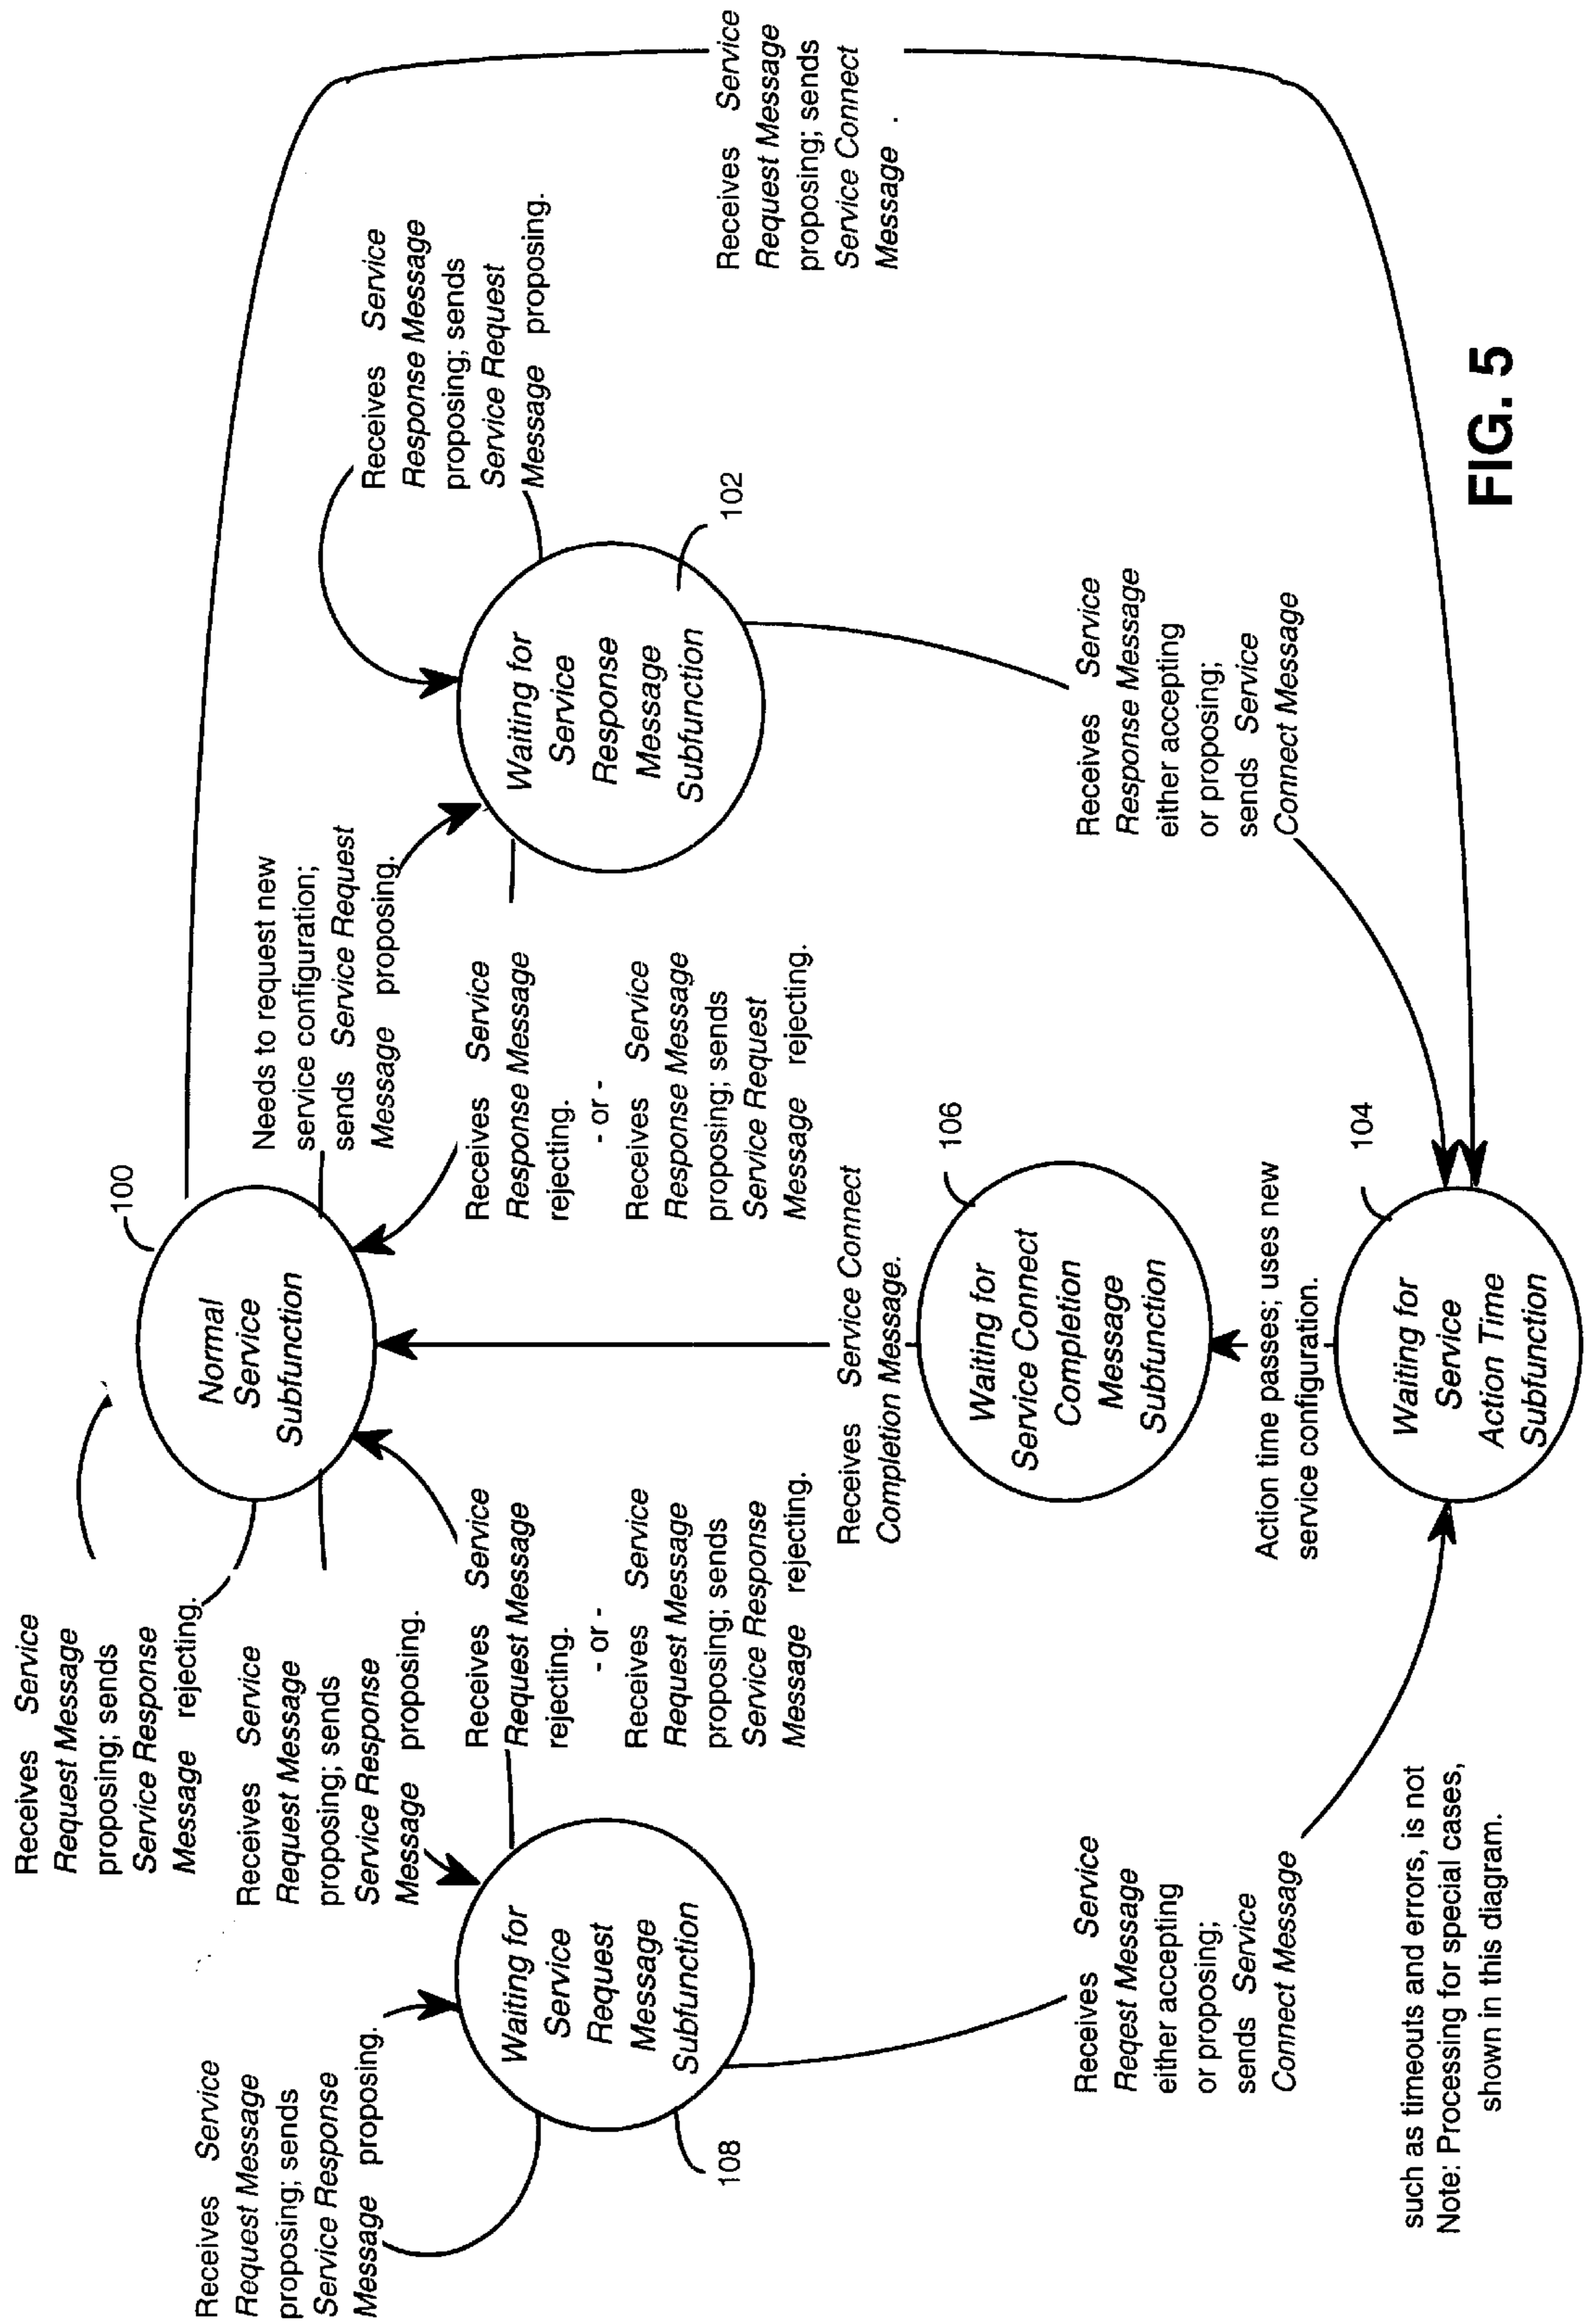 Receives Service
Request Message
proposing; sends
Service Response
Message rejecting.
100
Normal
Service
Subfunction
Receives Service
Request Message
proposing; sends
Service Response
Message proposing.
Needs to request new
service configuration;
sends Service Request
Message proposing.
Receives Service
Request Message
proposing; sends
Service Response
Message proposing.
Receives Service
Response Message
proposing; sends
Service Request
Message proposing.
Waiting for
Service
Request
Message
Subfunction
108
Receives Service
Request Message
rejecting.
- or -
Receives Service
Request Message
proposing; sends
Service Response
Message rejecting.
Receives Service
Response Message
rejecting.
- or -
Receives Service
Response Message
proposing; sends
Service Request
Message rejecting.
Waiting for
Service
Response
Message
Subfunction
102
Receives Service
Request Message
proposing; sends
Service Connect
Message .
Receives Service Connect
Completion Message.
106
Waiting for
Service Connect
Completion
Message
Subfunction
Receives Service
Reqest Message
either accepting
or proposing;
sends Service
Connect Message
Receives Service
Response Message
either accepting
or proposing;
sends Service
Connect Message
Action time passes; uses new
service configuration.
104
Waiting for
Service
Action Time
Subfunction
such as timeouts and errors, is not
Note: Processing for special cases,
shown in this diagram.
FIG. 5